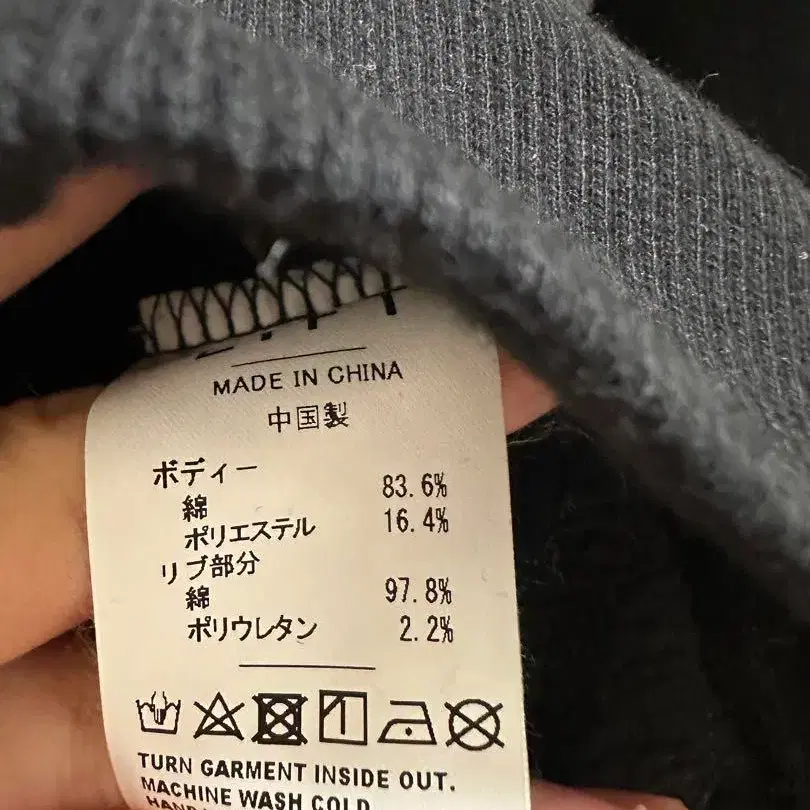 MADE IN CHINA
中国製
ボディー
綿 83.6%
ポリエステル 16.4%
リブ部分
綿 97.8%
ポリウレタン 2.2%
TURN GARMENT INSIDE OUT.
MACHINE WASH COLD